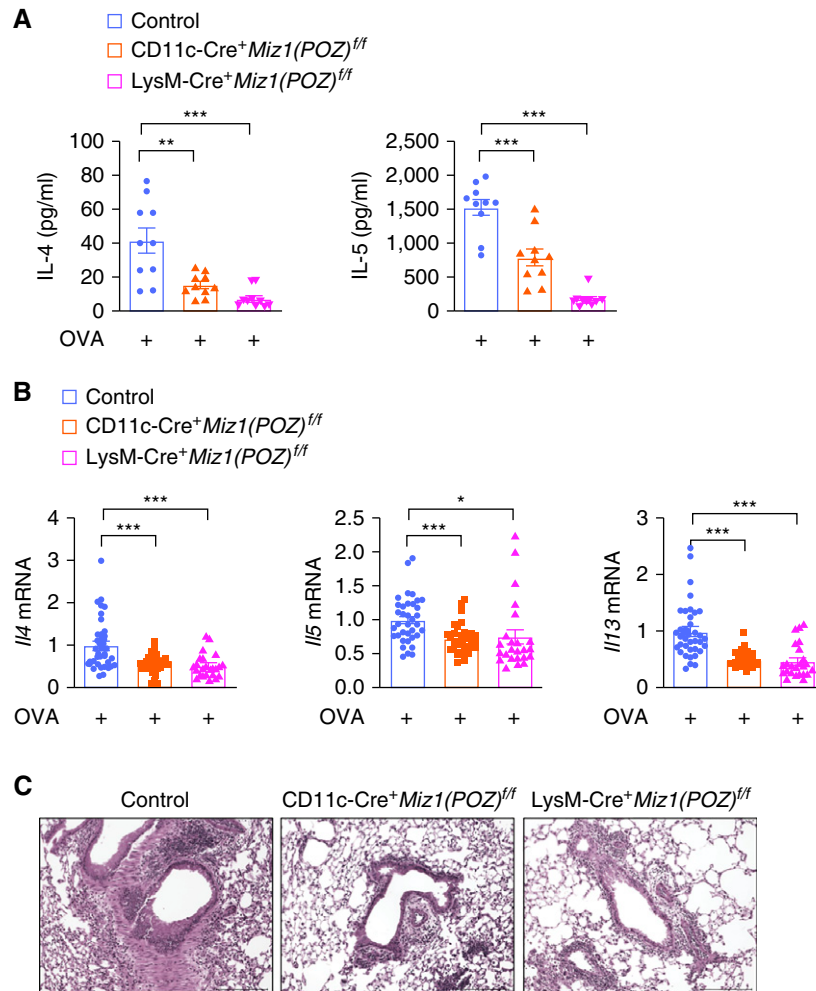 A
Control
CD11c-Cre+Miz1(POZ)f/f
LysM-Cre+Miz1(POZ)f/f
IL-4 (pg/ml)
100
80
60
40
20
0
***
**
OVA + + +
IL-5 (pg/ml)
2,500
2,000
1,500
1,000
500
0
***
***
+ + +
B
Control
CD11c-Cre+Miz1(POZ)f/f
LysM-Cre+Miz1(POZ)f/f
Il4 mRNA
4
3
2
1
0
***
***
OVA + + +
Il5 mRNA
2.5
2.0
1.5
1.0
0.5
0.0
*
***
OVA + + +
Il13 mRNA
3
2
1
0
***
***
OVA + + +
C
Control CD11c-Cre+Miz1(POZ)f/f LysM-Cre+Miz1(POZ)f/f